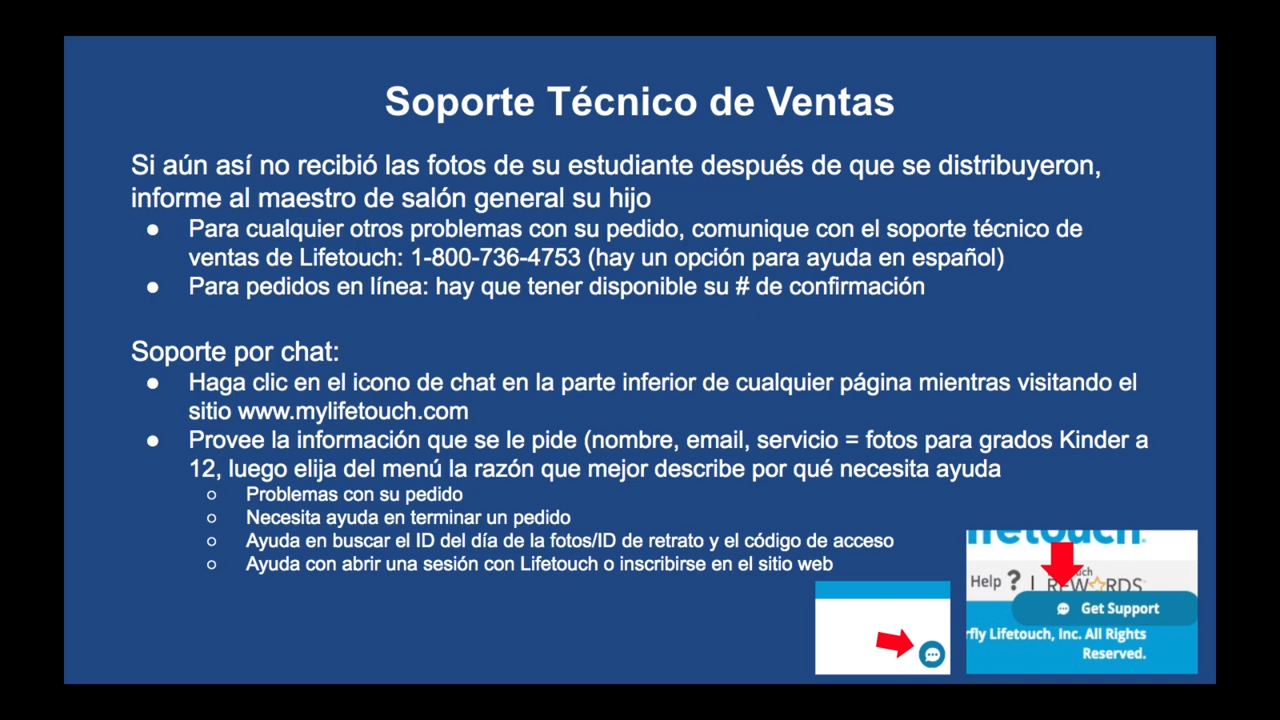 Soporte Técnico de Ventas
Si aún así no recibió las fotos de su estudiante después de que se distribuyeron,
informe al maestro de salón general su hijo
● Para cualquier otros problemas con su pedido, comunique con el soporte técnico de
ventas de Lifetouch: 1-800-736-4753 (hay un opción para ayuda en español)
● Para pedidos en línea: hay que tener disponible su # de confirmación
Soporte por chat:
● Haga clic en el icono de chat en la parte inferior de cualquier página mientras visitando el
sitio www.mylifetouch.com
● Provee la información que se le pide (nombre, email, servicio = fotos para grados Kinder a
12, luego elija del menú la razón que mejor describe por qué necesita ayuda
○ Problemas con su pedido
○ Necesita ayuda en terminar un pedido
○ Ayuda en buscar el ID del día de la fotos/ID de retrato y el código de acceso
○ Ayuda con abrir una sesión con Lifetouch o inscribirse en el sitio web
Help ? |
Get Support
rfly Lifetouch, Inc. All Rights
Reserved.